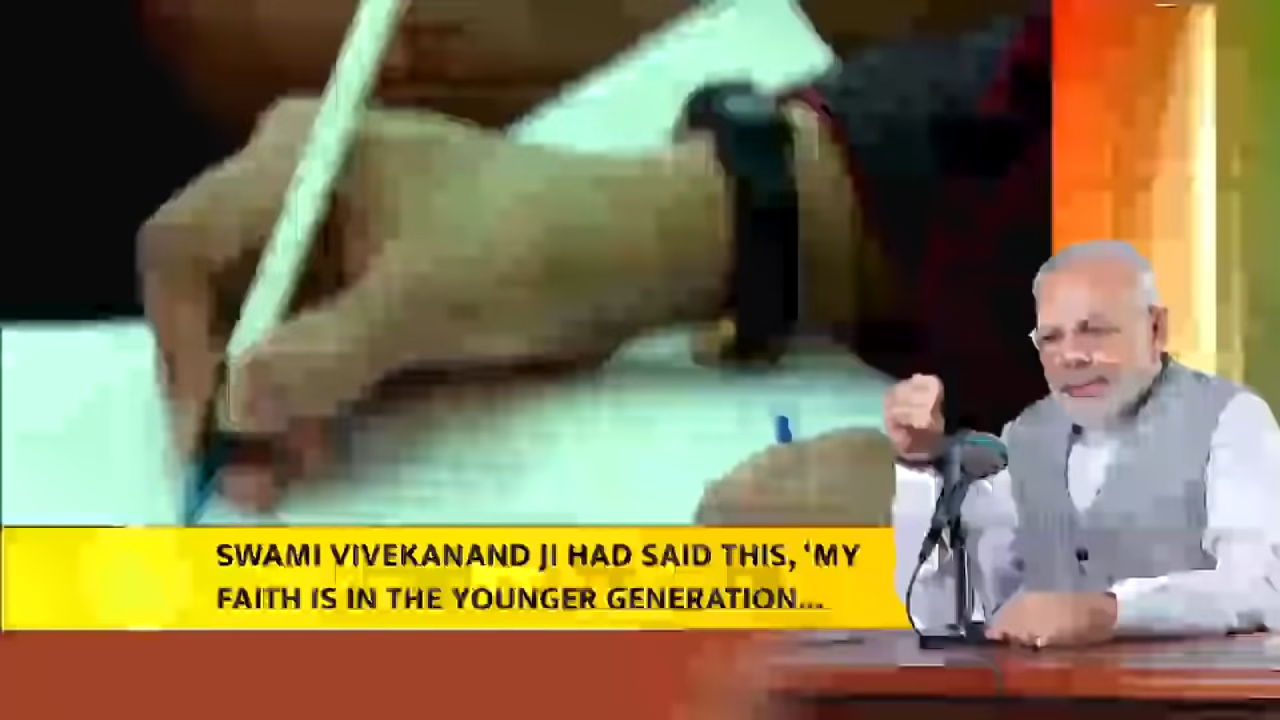 SWAMI VIVEKANAND JI HAD SAID THIS, ‘MY
FAITH IS IN THE YOUNGER GENERATION...